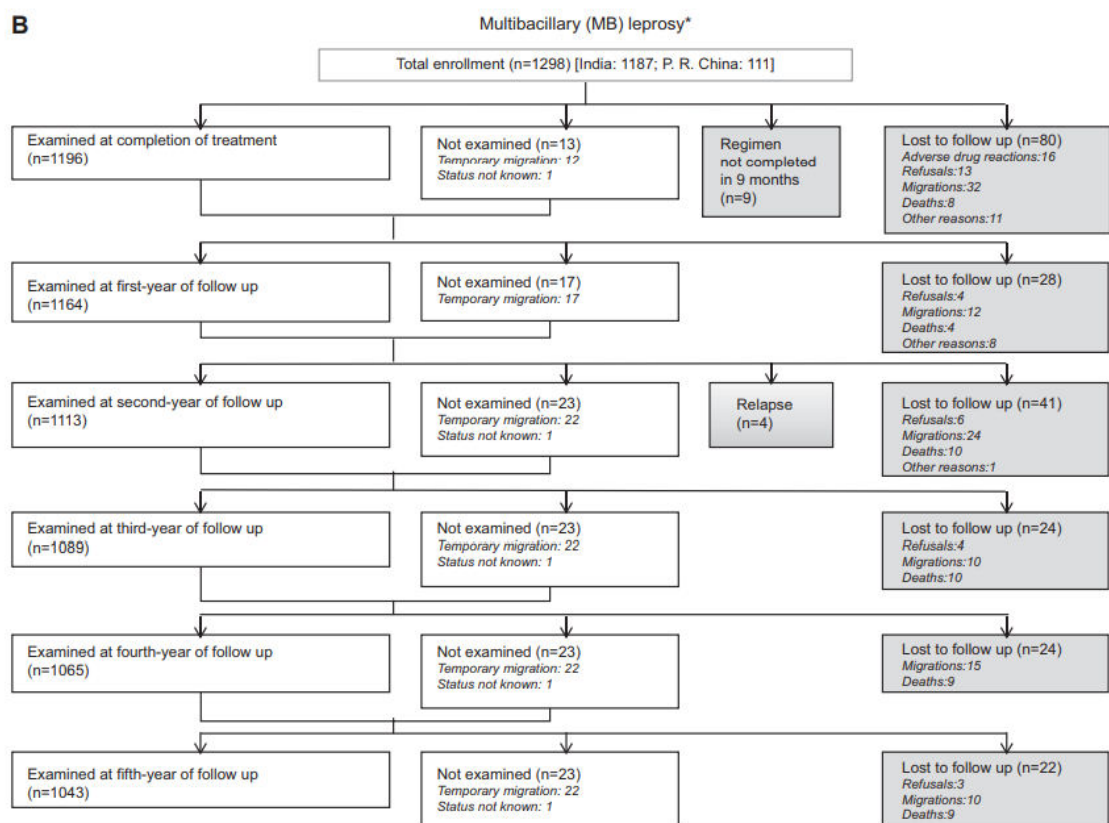 B
Multibacillary (MB) leprosy*
Total enrollment (n=1298) [India: 1187; P. R. China: 111]
Examined at completion of treatment
(n=1196)
Not examined (n=13)
Temporary migration: 12
Status not known: 1
Regimen
not completed
in 9 months
(n=9)
Lost to follow up (n=80)
Adverse drug reactions:16
Refusals:13
Migrations:32
Deaths:8
Other reasons:11
Examined at first-year of follow up
(n=1164)
Not examined (n=17)
Temporary migration: 17
Lost to follow up (n=28)
Refusals:4
Migrations:12
Deaths:4
Other reasons:8
Examined at second-year of follow up
(n=1113)
Not examined (n=23)
Temporary migration: 22
Status not known: 1
Relapse
(n=4)
Lost to follow up (n=41)
Refusals:6
Migrations:24
Deaths:10
Other reasons:1
Examined at third-year of follow up
(n=1089)
Not examined (n=23)
Temporary migration: 22
Status not known: 1
Lost to follow up (n=24)
Refusals:4
Migrations:10
Deaths:10
Examined at fourth-year of follow up
(n=1065)
Not examined (n=23)
Temporary migration: 22
Status not known: 1
Lost to follow up (n=24)
Migrations:15
Deaths:9
Examined at fifth-year of follow up
(n=1043)
Not examined (n=23)
Temporary migration: 22
Status not known: 1
Lost to follow up (n=22)
Refusals:3
Migrations:10
Deaths:9